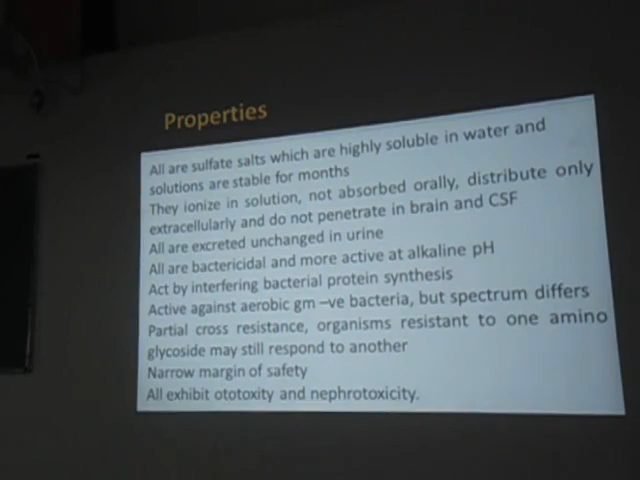 Properties
All are sulfate salts which are highly soluble in water and
solutions are stable for months
They ionize in solution, not absorbed orally, distribute only
extracellularly and do not penetrate in brain and CSF
All are excreted unchanged in urine
All are bactericidal and more active at alkaline pH
Act by interfering bacterial protein synthesis
Active against aerobic gm –ve bacteria, but spectrum differs
Partial cross resistance, organisms resistant to one amino
glycoside may still respond to another
Narrow margin of safety
All exhibit ototoxity and nephrotoxicity.